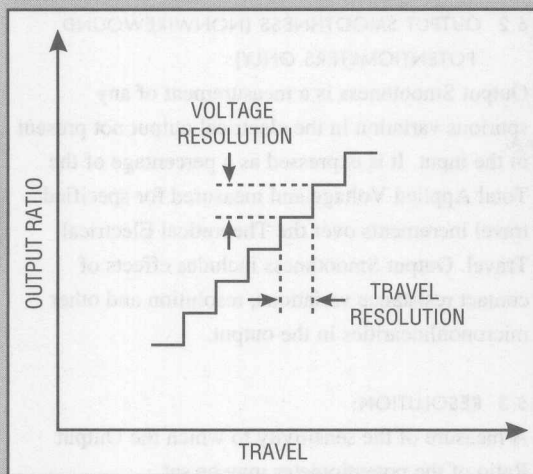 OUTPUT SMOOTHNESS (NONWIREWOUND
POTENTIOMETERS ONLY)
Output Smoothness is a measurement of any
spurious variation in the electrical output not present
in the input. It is expressed as a percentage of the
Total Applied Voltage and measured for specified
travel increments over the Theoretical Electrical
Travel. Output Smoothness includes effects of
contact resistance variations, resolution and other
micrononlinearities in the output.
RESOLUTION:
A measure of the sensitivity to which the Output
Ratio of the potentiometer may be set
VOLTAGE
RESOLUTION
OUTPUT RATIO
TRAVEL
RESOLUTION
TRAVEL